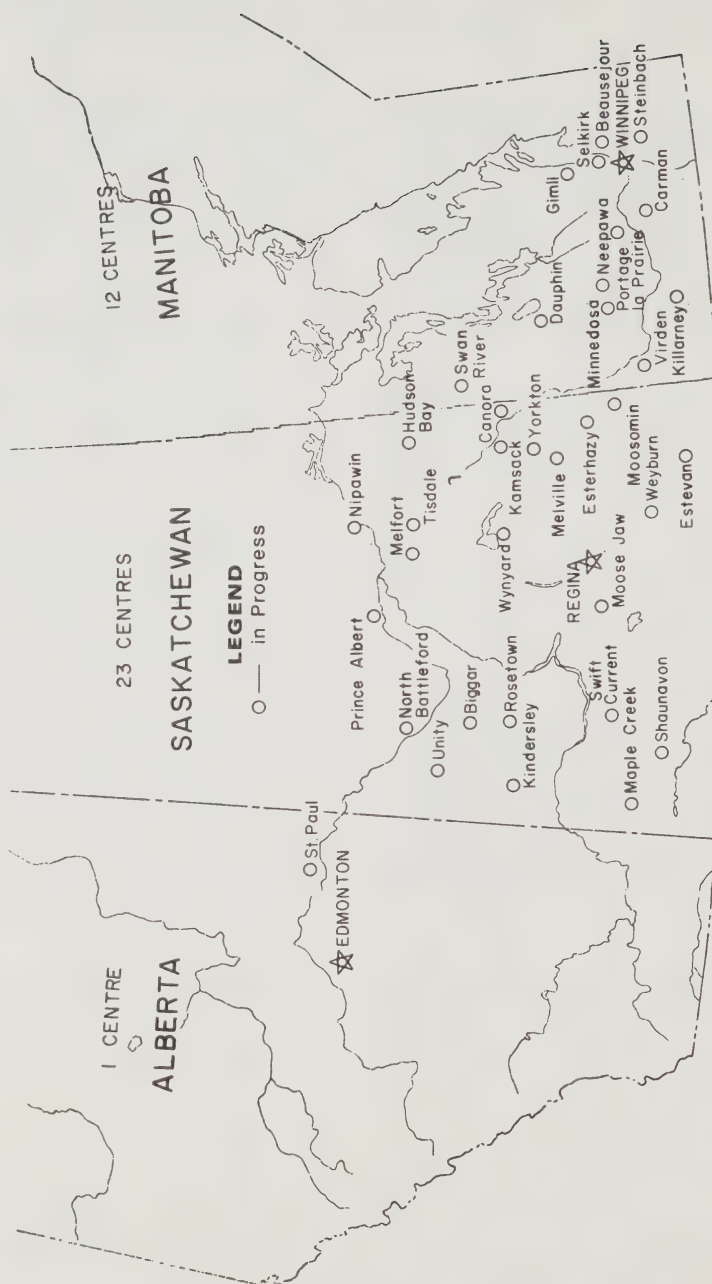 1 CENTRE
ALBERTA
23 CENTRES
SASKATCHEWAN
12 CENTRES
MANITOBA
LEGEND
in Progress
St. Paul
EDMONTON
Prince Albert
Nipawin
North
Battleford
Melfort
Tisdale
Hudson
Bay
Unity
Biggar
Swan
River
Kindersley
Rosetown
Wynyard
Kamsack
Canora
Yorkton
Dauphin
Melville
Esterhazy
REGINA
Moose Jaw
Swift
Current
Maple Creek
Shaunavon
Moosomin
Weyburn
Estevan
Gimli
Selkirk
Beausejour
WINNIPEG
Steinbach
Minnedosa
Neepawa
Portage
la Prairie
Carman
Virden
Killarney